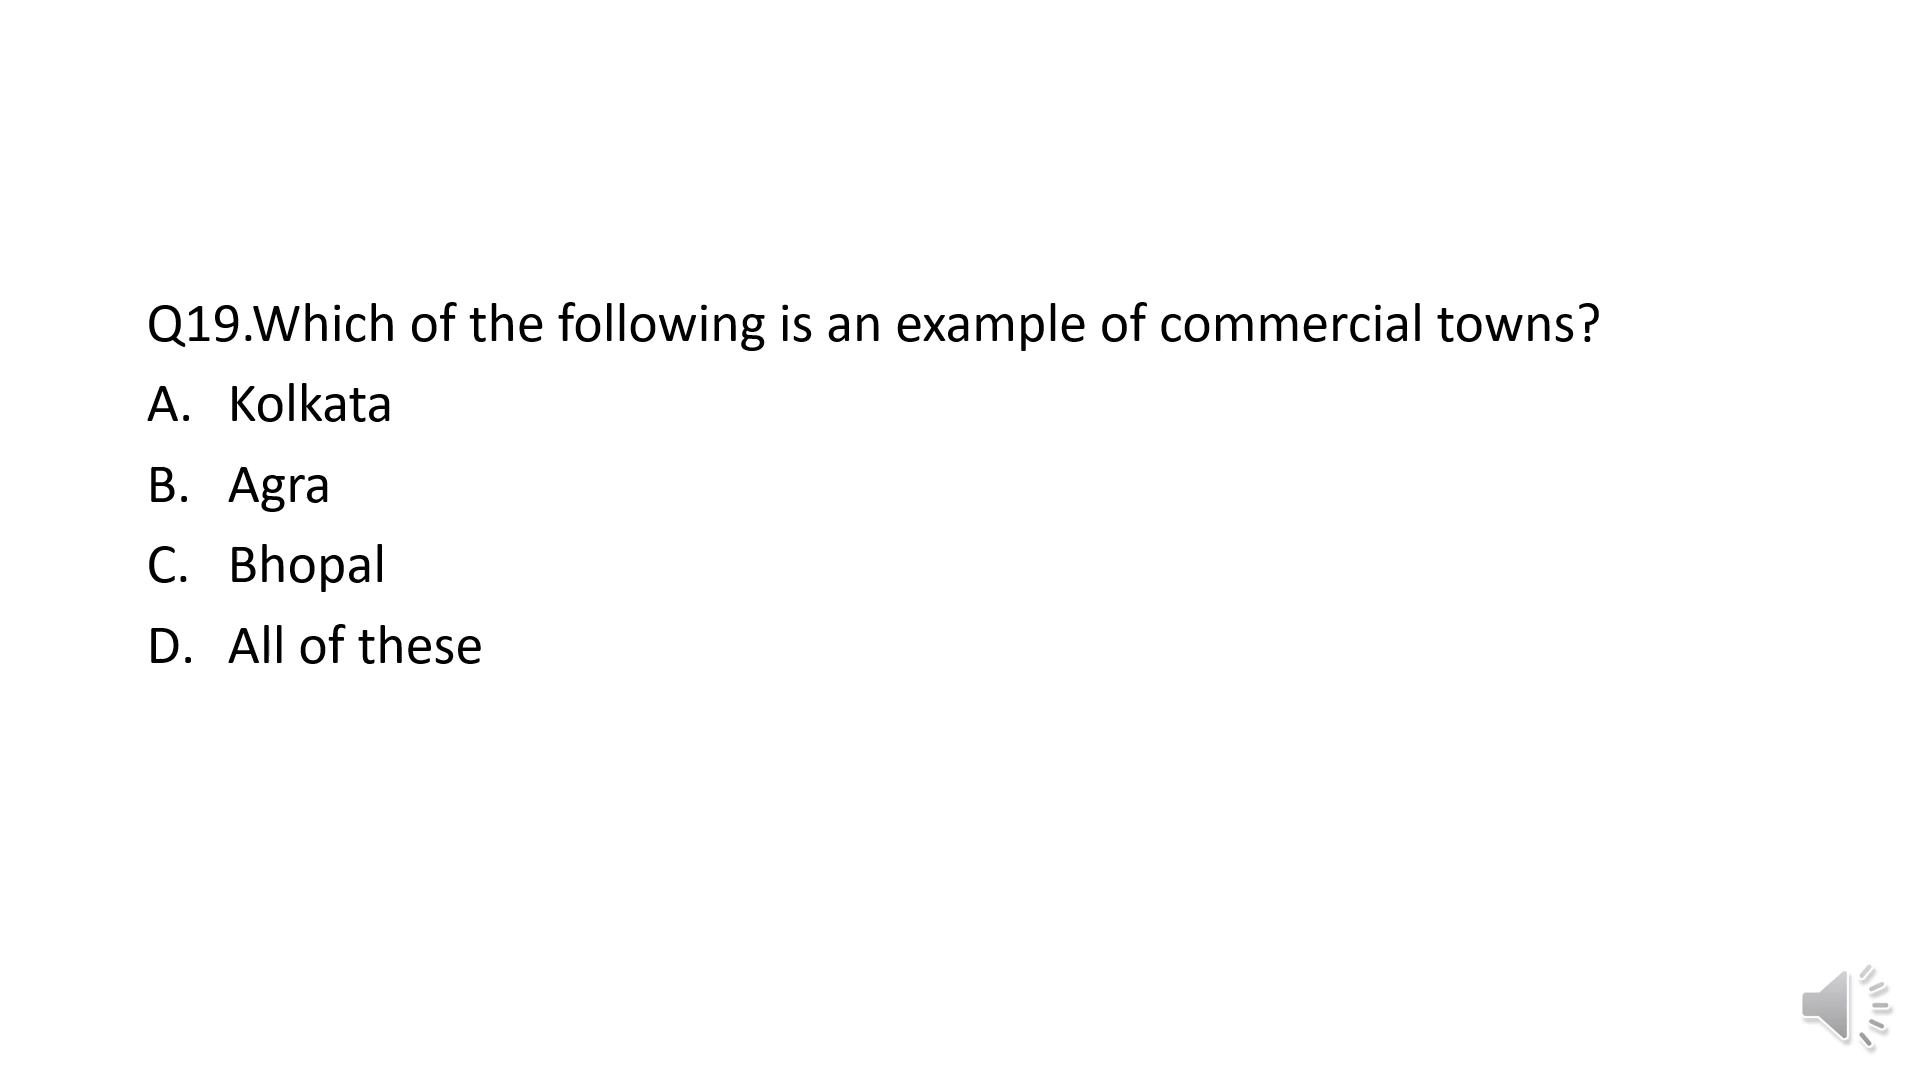 Q19.Which of the following is an example of commercial towns?
A. Kolkata
B. Agra
C. Bhopal
D. All of these